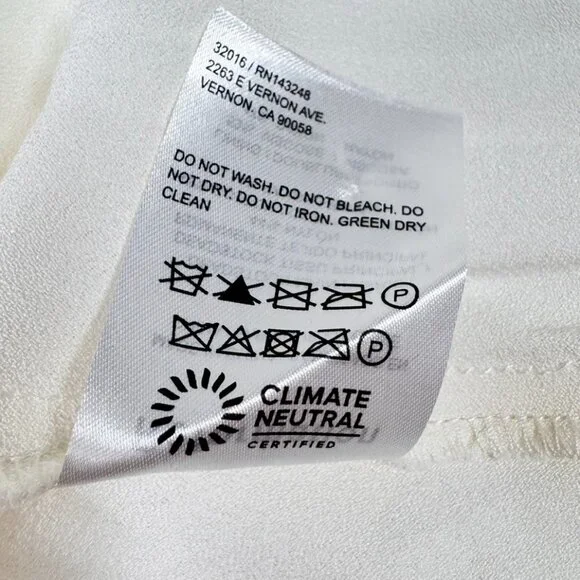 32016 / RN143248
2263 E VERNON AVE.
VERNON, CA 90058
DO NOT WASH. DO NOT BLEACH. DO
NOT DRY. DO NOT IRON. GREEN DRY
CLEAN
P
P
CLIMATE
NEUTRAL
CERTIFIED